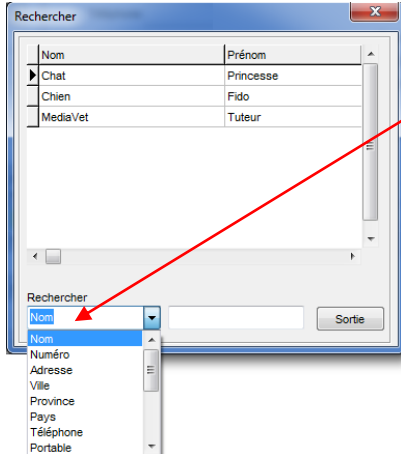 Rechercher
Nom Prénom
Chat Princesse
Chien Fido
MediaVet Tuteur
Rechercher
Nom
Sortie
Nom
Numéro
Adresse
Ville
Province
Pays
Téléphone
Portable